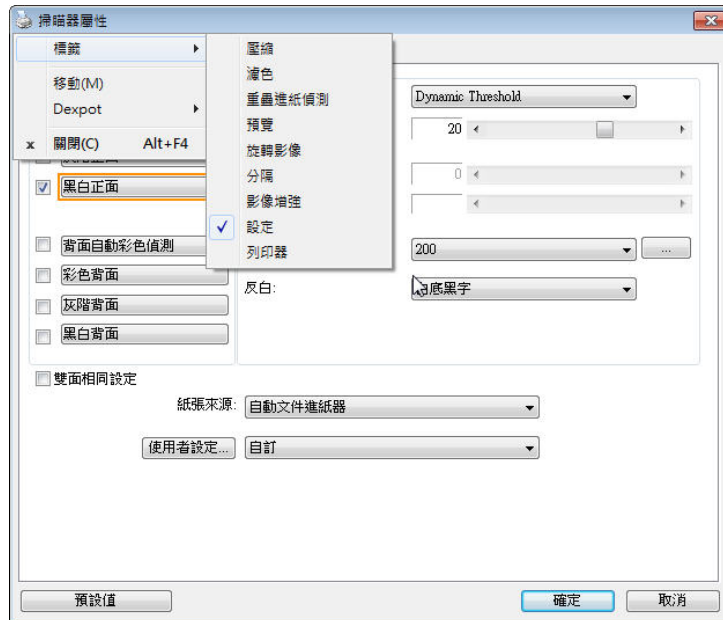 掃瞄器屬性
標籤
移動(M)
Dexpot
x 關閉(C) Alt+F4
壓縮
濾色
重疊進紙偵測
預覽
旋轉影像
分隔
影像增強
設定
列印器
Dynamic Threshold
20
0
黑白正面
背面自動彩色偵測
200
...
彩色背面
反白:
底黑字
灰階背面
黑白背面
雙面相同設定
紙張來源:
自動文件進紙器
使用者設定...
自訂
預設值
確定
取消